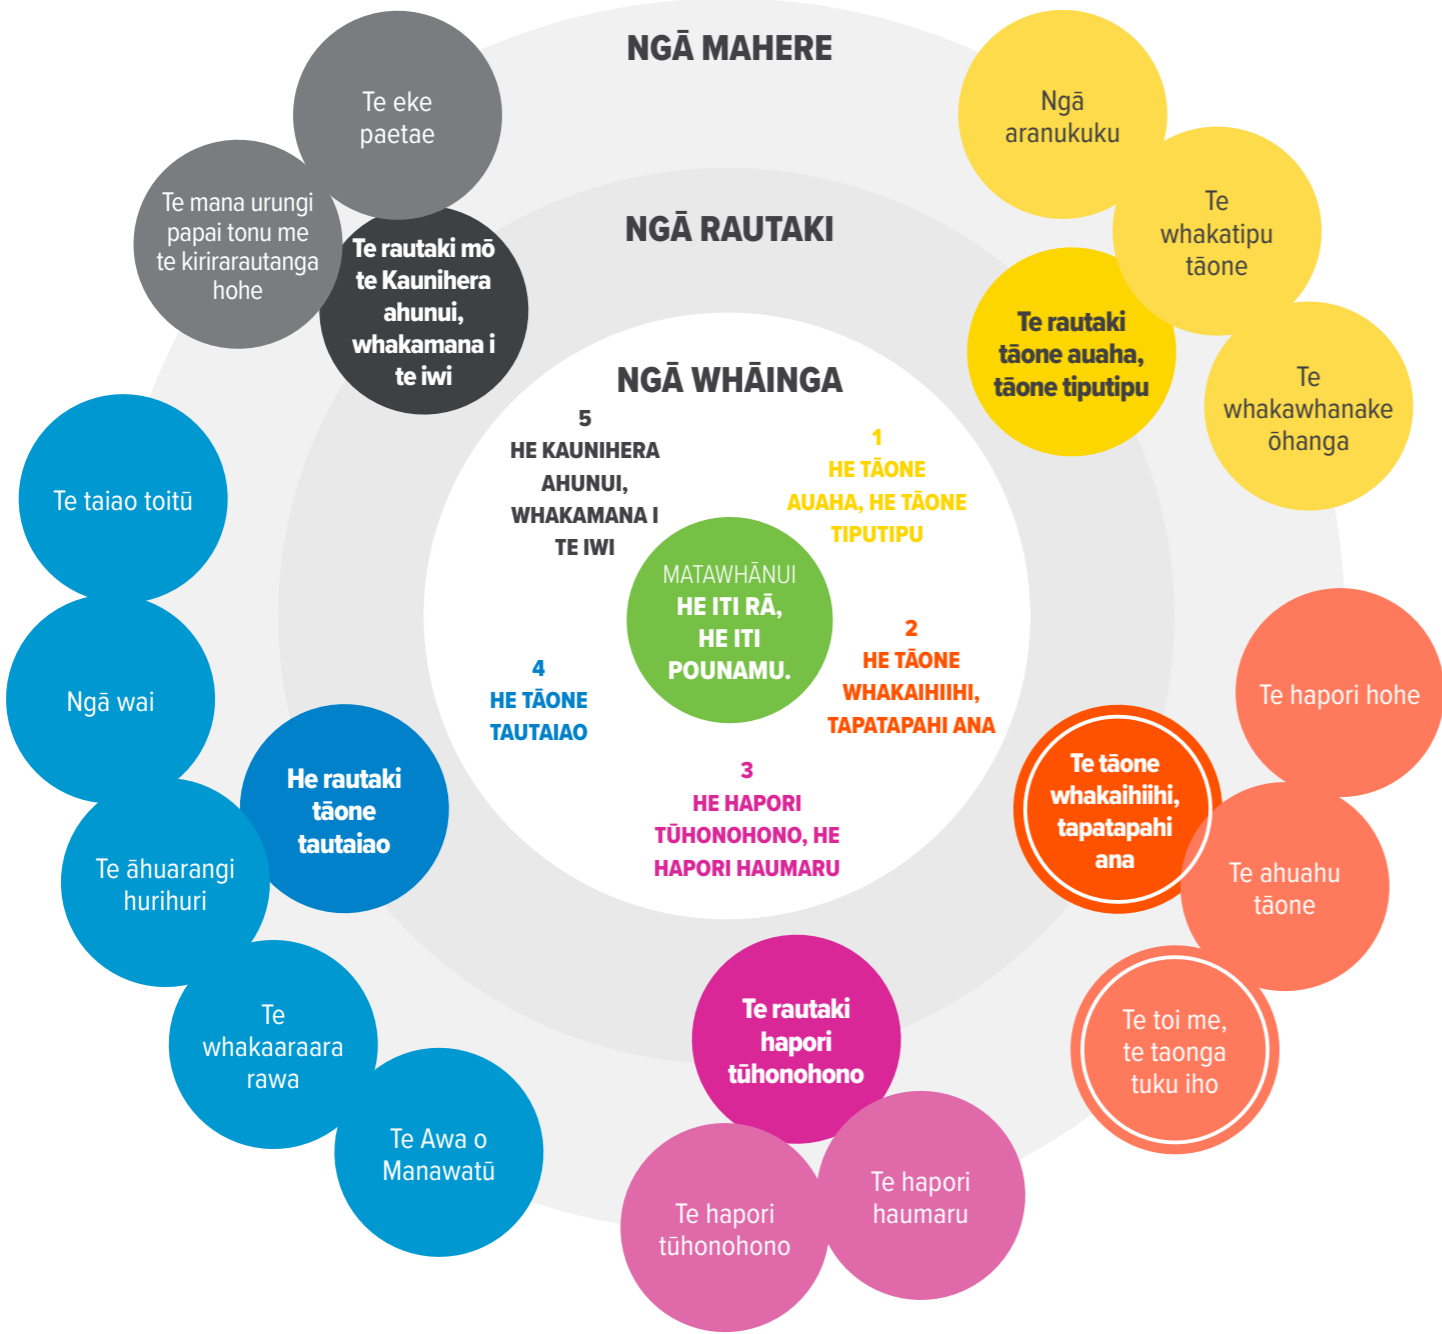 NGĀ MAHERE
Te eke
paetae
Te mana urungi
papai tonu me
te kirirarautanga
hohe
Ngā
aranukuku
Te
whakatipu
tāone
Te
whakawhanake
ōhanga
NGĀ RAUTAKI
Te rautaki mō
te Kaunihera
ahunui,
whakamana i
te iwi
Te rautaki
tāone auaha,
tāone tiputipu
NGĀ WHĀINGA
5
HE KAUNIHERA
AHUNUI,
WHAKAMANA I
TE IWI
1
HE TĀONE
AUAHA, HE TĀONE
TIPUTIPU
MATAWHĀNUI
HE ITI RĀ,
HE ITI
POUNAMU.
2
HE TĀONE
WHAKAIHIIHI,
TAPATAPAHI ANA
4
HE TĀONE
TAUTAIAO
3
HE HAPORI
TŪHONOHONO, HE
HAPORI HAUMARU
Te taiao toitū
Ngā wai
He rautaki
tāone
tautaiao
Te āhuarangi
hurihuri
Te
whakaaraara
rawa
Te Awa o
Manawatū
Te hapori hohe
Te tāone
whakaihiihi,
tapatapahi
ana
Te ahuahu
tāone
Te toi me,
te taonga
tuku iho
Te rautaki
hapori
tūhonohono
Te hapori
haumaru
Te hapori
tūhonohono